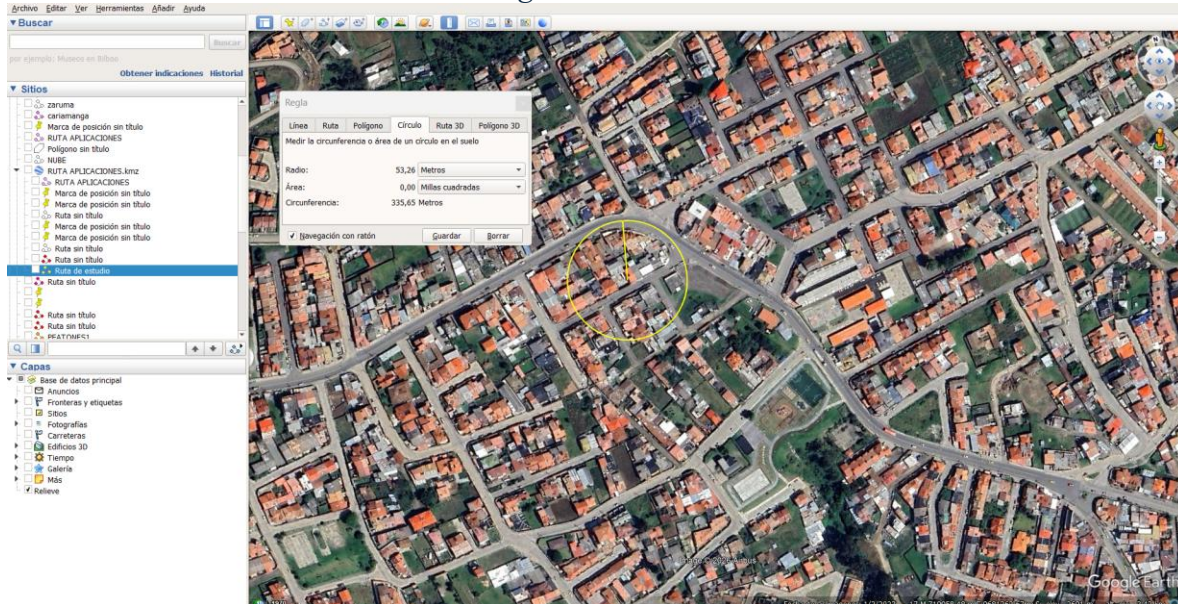 Archivo Editar Ver Herramientas Añadir Ayuda
Buscar
Buscar
por ejemplo: Museos en Bilbao
Obtener indicaciones Historial
Sitios
zaruma
cariamanga
Marca de posición sin título
RUTA APLICACIONES
Polígono sin título
NUBE
RUTA APLICACIONES.kmz
RUTA APLICACIONES
Marca de posición sin título
Marca de posición sin título
Ruta sin título
Marca de posición sin título
Marca de posición sin título
Ruta sin título
Ruta sin título
Ruta de estudio
Ruta sin título
Ruta sin título
Ruta sin título
PEATONES1
Capas
Base de datos principal
Anuncios
Fronteras y etiquetas
Sitios
Fotografías
Carreteras
Edificios 3D
Tiempo
Galería
Más
Relieve
Regla
Línea Ruta Polígono Círculo Ruta 3D Polígono 3D
Medir la circunferencia o área de un círculo en el suelo
Radio: 53,26 Metros
Área: 0,00 Millas cuadradas
Circunferencia: 335,65 Metros
Navegación con ratón Guardar Borrar
N
Google Earth